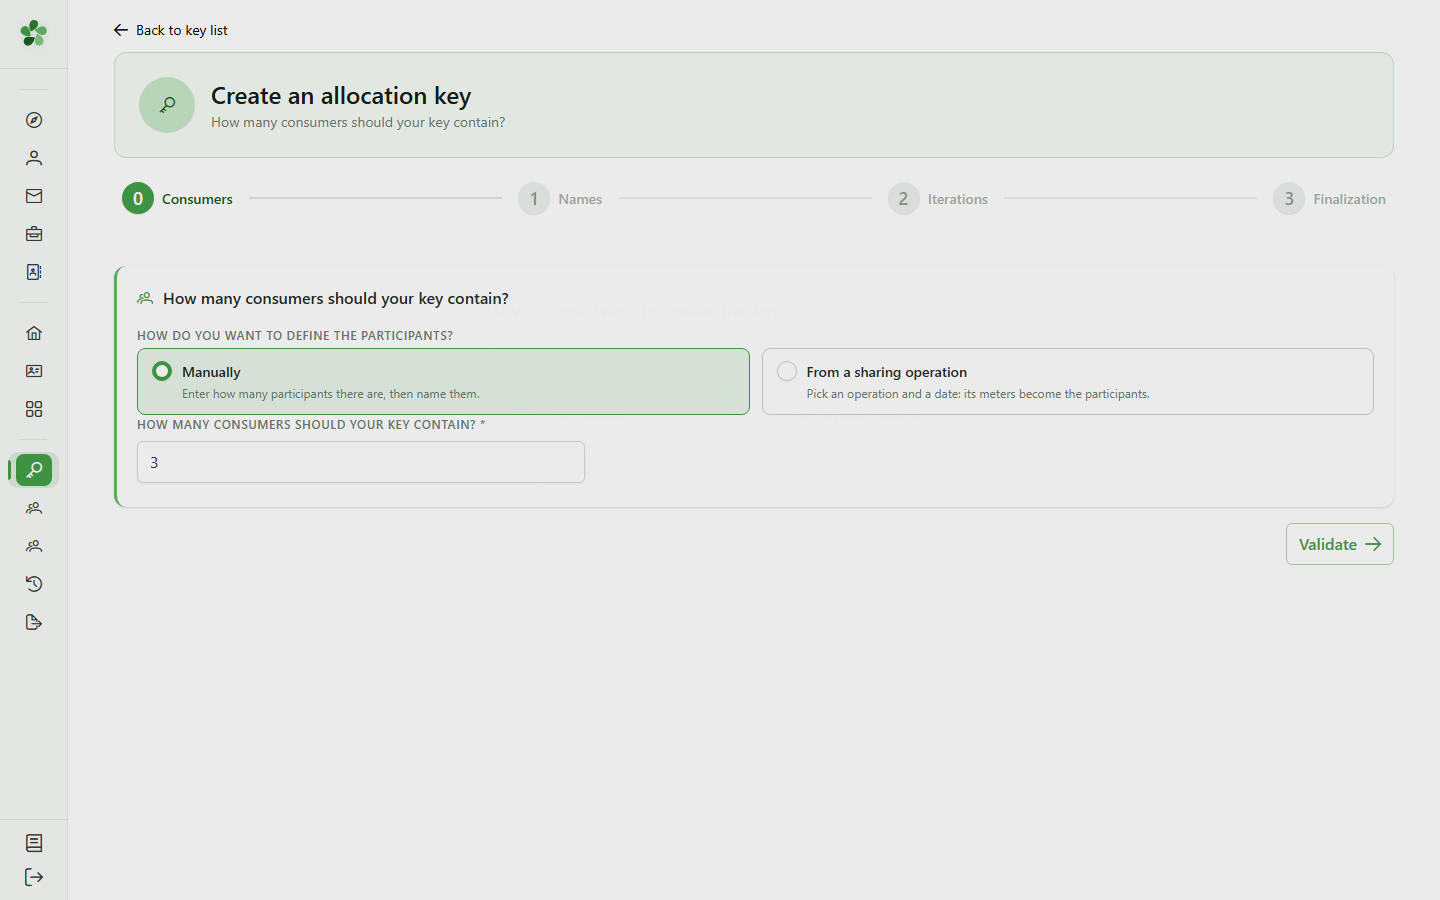 Back to key list
Create an allocation key
How many consumers should your key contain?
0 Consumers
1 Names
2 Iterations
3 Finalization
How many consumers should your key contain?
HOW DO YOU WANT TO DEFINE THE PARTICIPANTS?
Manually
Enter how many participants there are, then name them.
From a sharing operation
Pick an operation and a date: its meters become the participants.
HOW MANY CONSUMERS SHOULD YOUR KEY CONTAIN? *
3
Validate